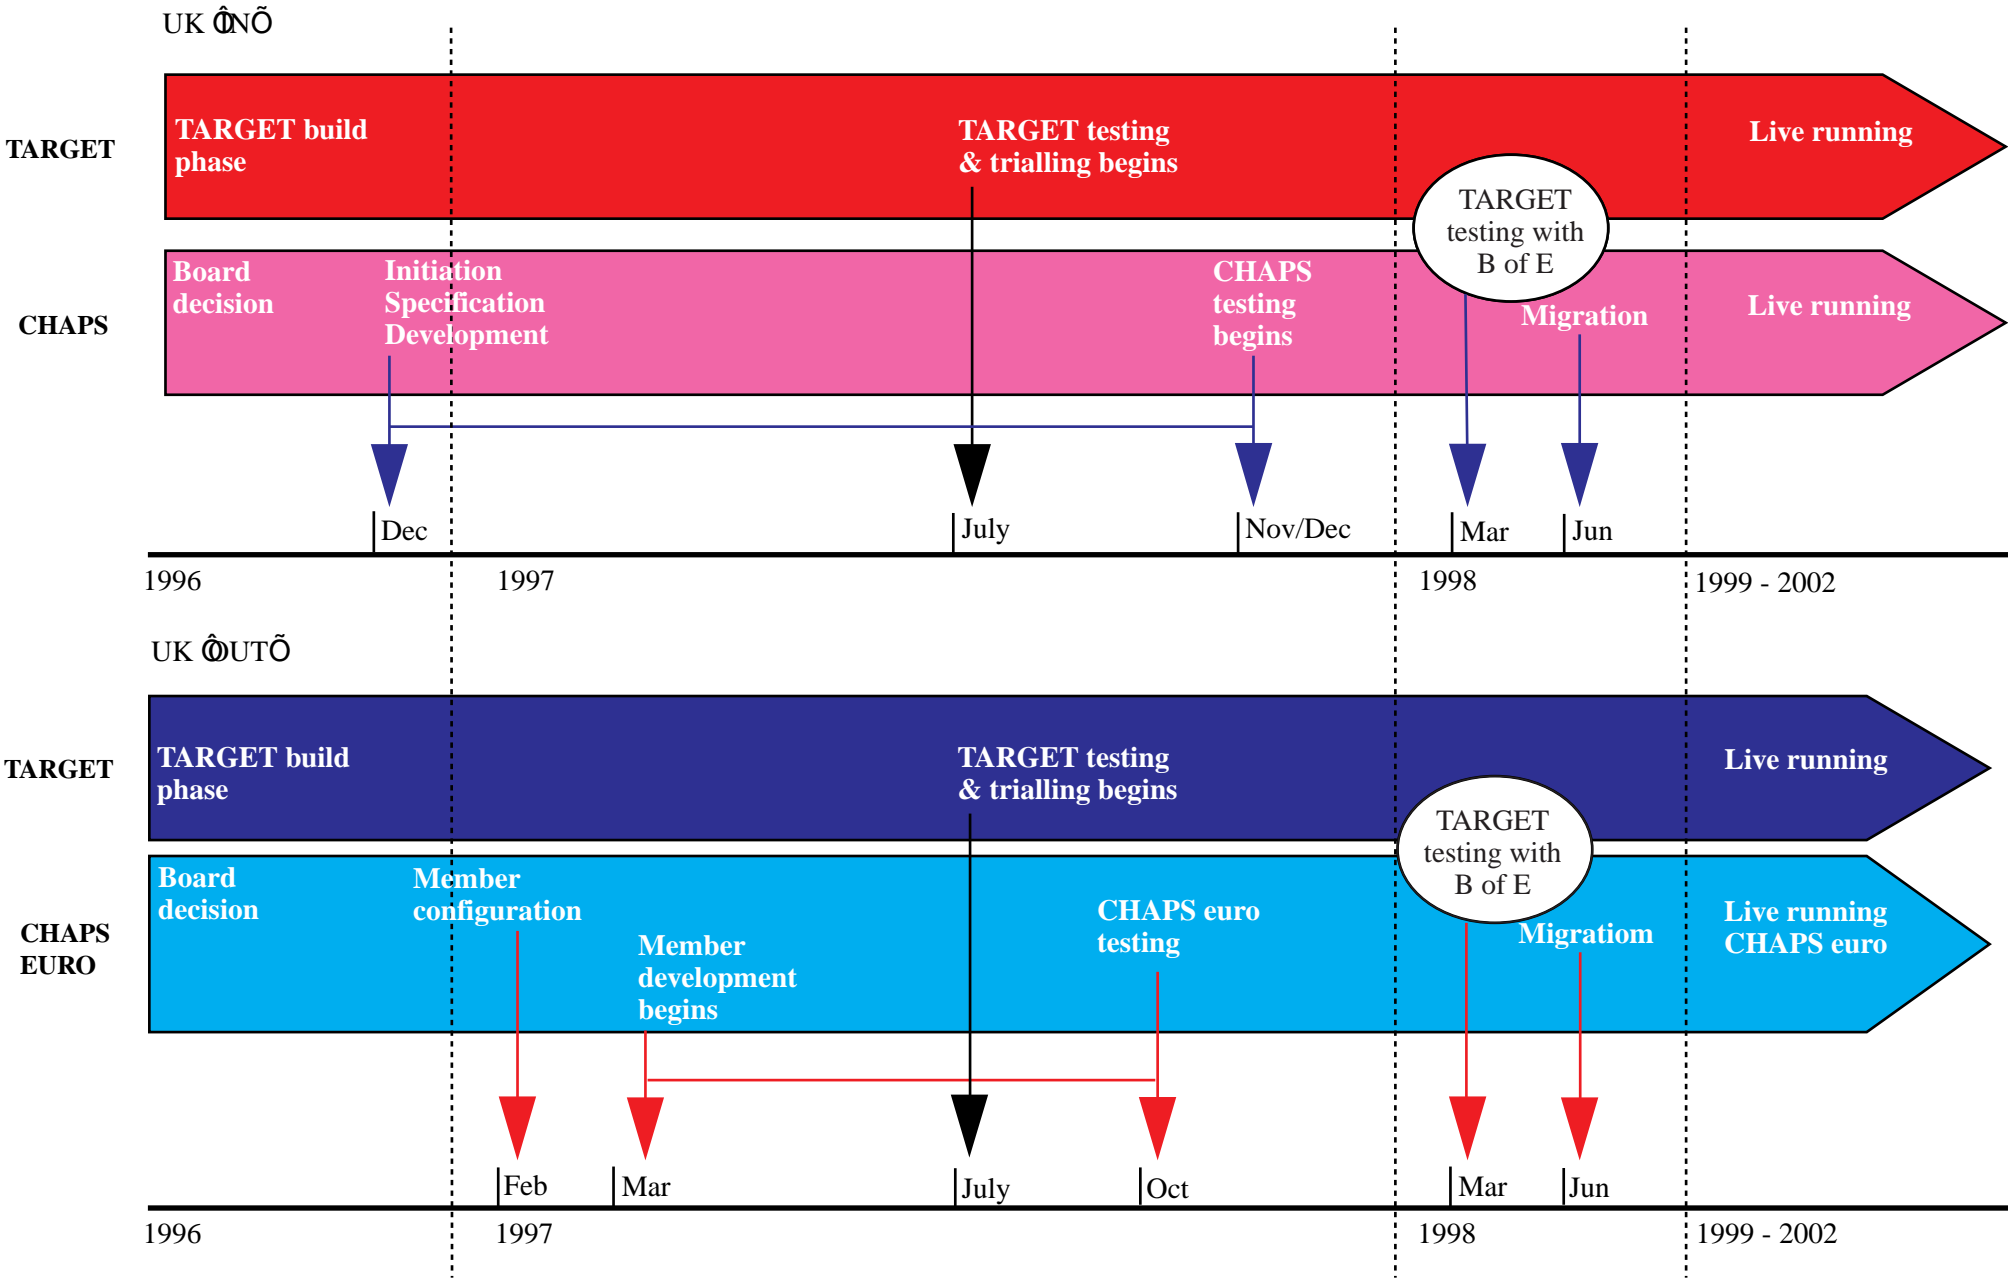 UK ÔINÕ
TARGET
TARGET build
phase
TARGET testing
& trialling begins
Live running
TARGET
testing with
B of E
CHAPS
Board
decision
Initiation
Specification
Development
CHAPS
testing
begins
Migration
Live running
Dec
July
Nov/Dec
Mar
Jun
1996
1997
1998
1999 - 2002
UK ÔOUTÕ
TARGET
TARGET build
phase
TARGET testing
& trialling begins
Live running
TARGET
testing with
B of E
CHAPS
EURO
Board
decision
Member
configuration
Member
development
begins
CHAPS euro
testing
Migratiom
Live running
CHAPS euro
Feb
Mar
July
Oct
Mar
Jun
1996
1997
1998
1999 - 2002